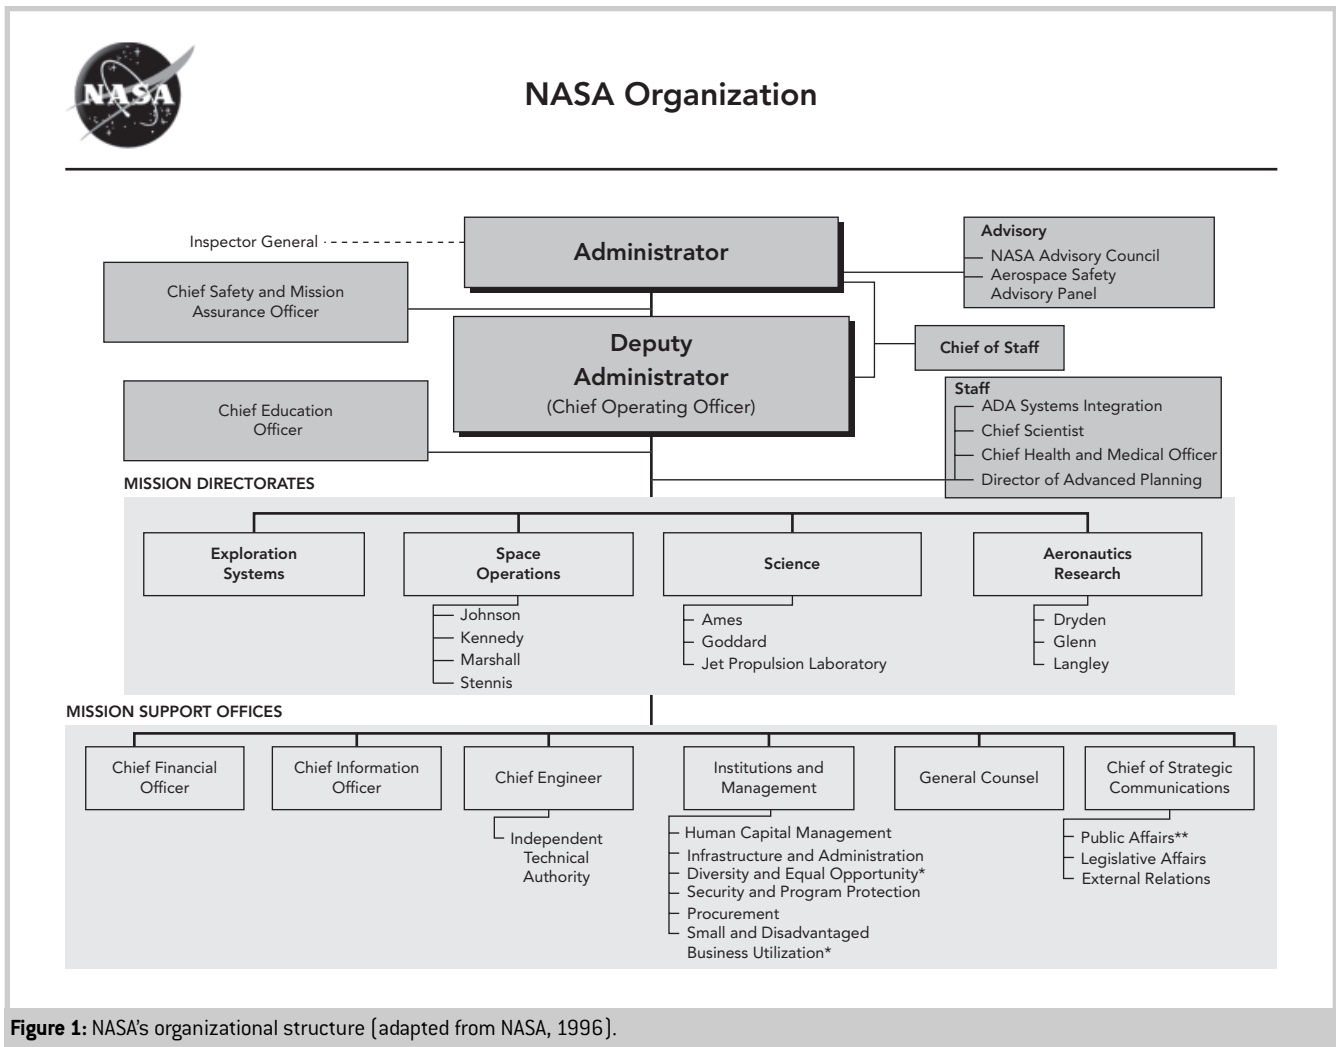 NASA
NASA Organization
Inspector General
Administrator
Advisory
NASA Advisory Council
Aerospace Safety
Advisory Panel
Chief Safety and Mission
Assurance Officer
Deputy
Administrator
(Chief Operating Officer)
Chief of Staff
Chief Education
Officer
Staff
ADA Systems Integration
Chief Scientist
Chief Health and Medical Officer
Director of Advanced Planning
MISSION DIRECTORATES
Exploration
Systems
Space
Operations
Johnson
Kennedy
Marshall
Stennis
Science
Ames
Goddard
Jet Propulsion Laboratory
Aeronautics
Research
Dryden
Glenn
Langley
MISSION SUPPORT OFFICES
Chief Financial
Officer
Chief Information
Officer
Chief Engineer
Independent
Technical
Authority
Institutions and
Management
Human Capital Management
Infrastructure and Administration
Diversity and Equal Opportunity*
Security and Program Protection
Procurement
Small and Disadvantaged
Business Utilization*
General Counsel
Chief of Strategic
Communications
Public Affairs**
Legislative Affairs
External Relations
Figure 1: NASA's organizational structure (adapted from NASA, 1996).